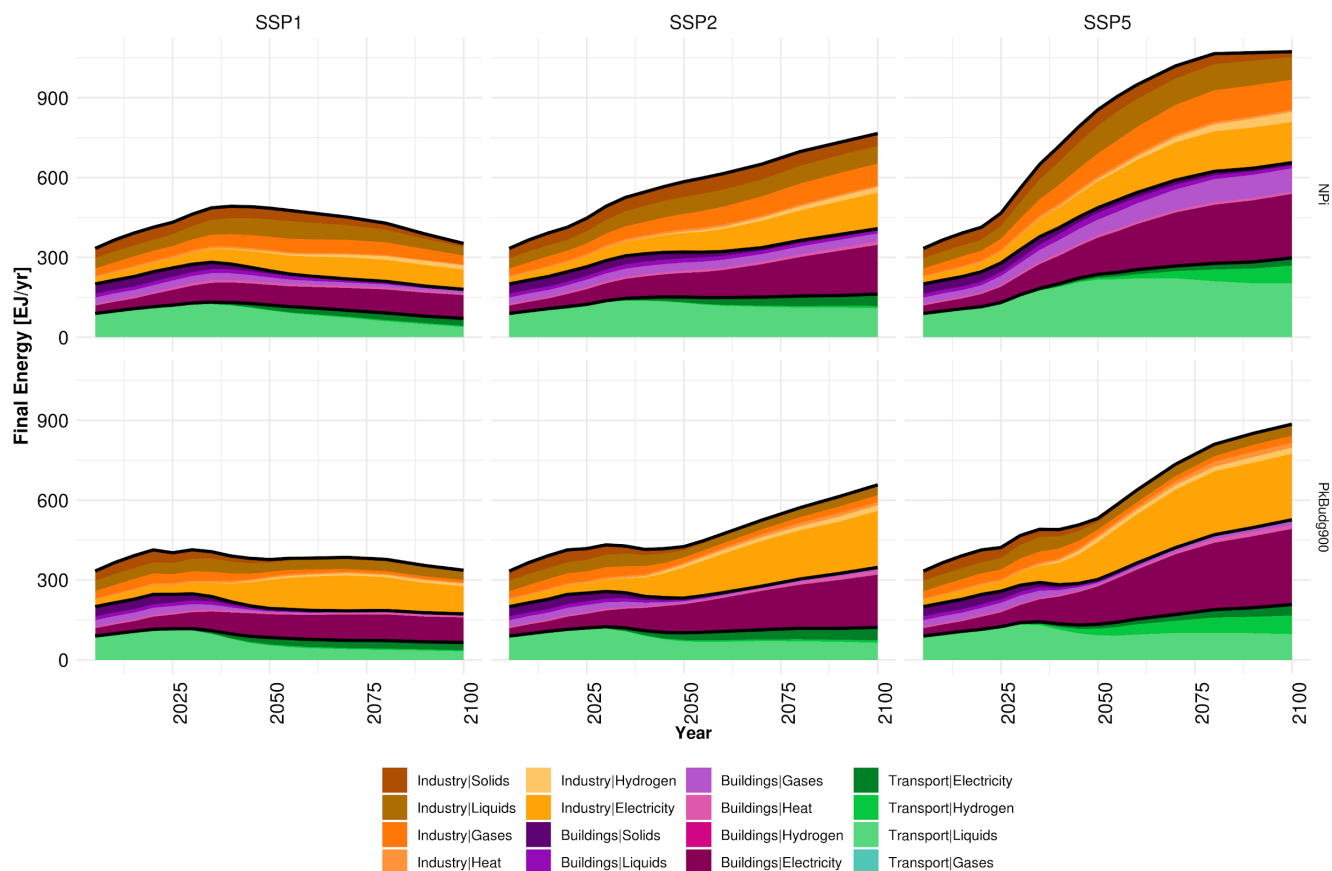 SSP1 SSP2 SSP5
Final Energy [EJ/yr]
900
600
300
0
NPi
900
600
300
0
PkBudg900
2025 2050 2075 2100 2025 2050 2075 2100 2025 2050 2075 2100
Year
Industry|Solids Industry|Hydrogen Buildings|Gases Transport|Electricity
Industry|Liquids Industry|Electricity Buildings|Heat Transport|Hydrogen
Industry|Gases Buildings|Solids Buildings|Hydrogen Transport|Liquids
Industry|Heat Buildings|Liquids Buildings|Electricity Transport|Gases